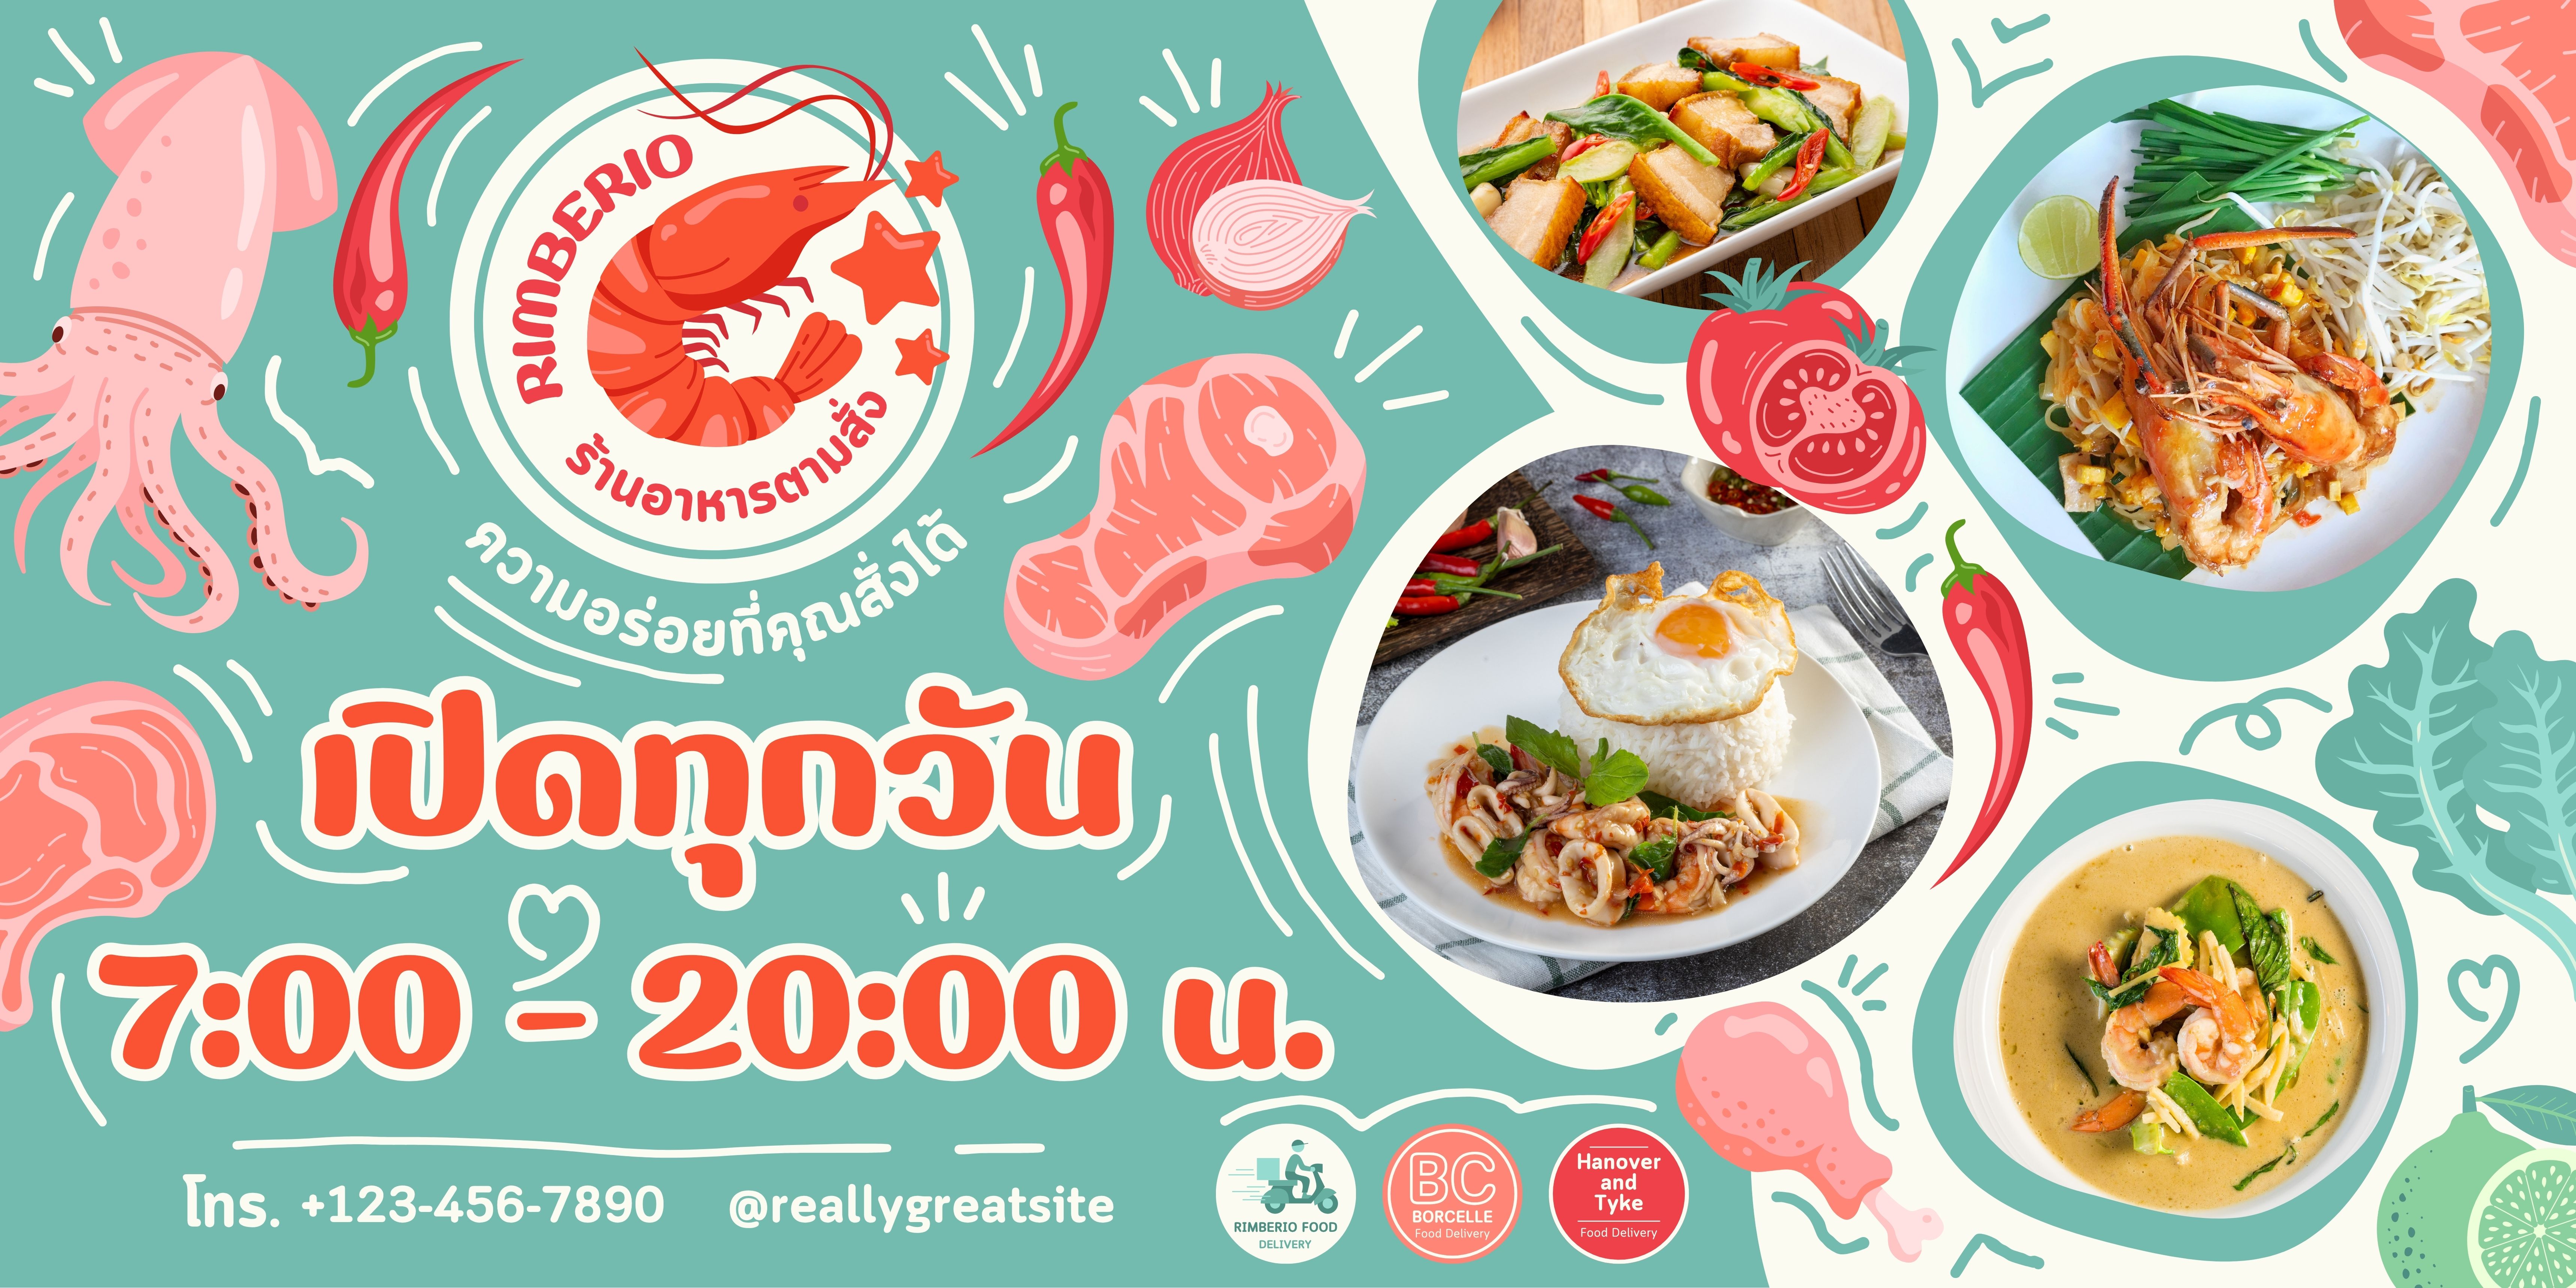 RIMBERIO
ร้านอาหารตามสั่ง
ความอร่อยที่คุณสั่งได้
เปิดทุกวัน
7:00 - 20:00 น.
โทร. +123-456-7890 @reallygreatsite
RIMBERIO FOOD
DELIVERY
BC
BORCELLE
Food Delivery
Hanover
and
Tyke
Food Delivery